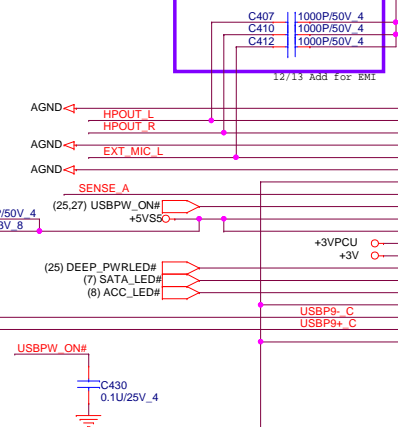 C407 1000P/50V_4
C410 1000P/50V_4
C412 1000P/50V_4
12/13 Add for EMI
AGND
HPOUT_L
HPOUT_R
AGND
EXT_MIC_L
AGND
SENSE_A
(25,27) USBPW_ON#
P/50V_4
+5VS5
3V_8
+3VPCU
+3V
(25) DEEP_PWRLED#
(7) SATA_LED#
(8) ACC_LED#
USBP9-_C
USBP9+_C
USBPW_ON#
C430
0.1U/25V_4